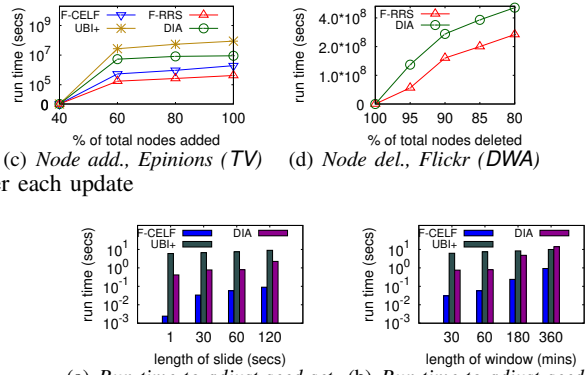 run time (secs)
10^9
10^7
10^5
0
F-CELF
UBI+
F-RRS
DIA
40 60 80 100
% of total nodes added
(c) Node add., Epinions (TV)
run time (secs)
4.0*10^8
2.0*10^8
1.0*10^8
0
F-RRS
DIA
100 95 90 85 80
% of total nodes deleted
(d) Node del., Flickr (DWA)
er each update
run time (secs)
10^1
10^0
10^-1
10^-2
10^-3
F-CELF
UBI+
DIA
1 30 60 120
length of slide (secs)
run time (secs)
10^1
10^0
10^-1
10^-2
10^-3
F-CELF
UBI+
DIA
30 60 180 360
length of window (mins)